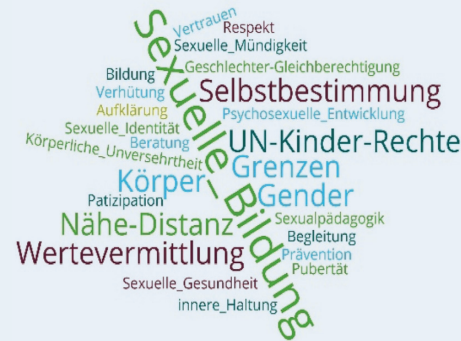 Vertrauen
Respekt
Sexuelle_Mündigkeit
Bildung
Geschlechter-Gleichberechtigung
Verhütung
Selbstbestimmung
Aufklärung
Psychosexuelle_Entwicklung
Sexuelle_Identität
UN-Kinder-Rechte
Beratung
Körperliche_Unversehrtheit
Grenzen
Körper
Gender
Patizipation
Sexuelle_Bildung
Nähe-Distanz
Sexualpädagogik
Begleitung
Wertevermittlung
Prävention
Pubertät
Sexuelle_Gesundheit
innere_Haltung